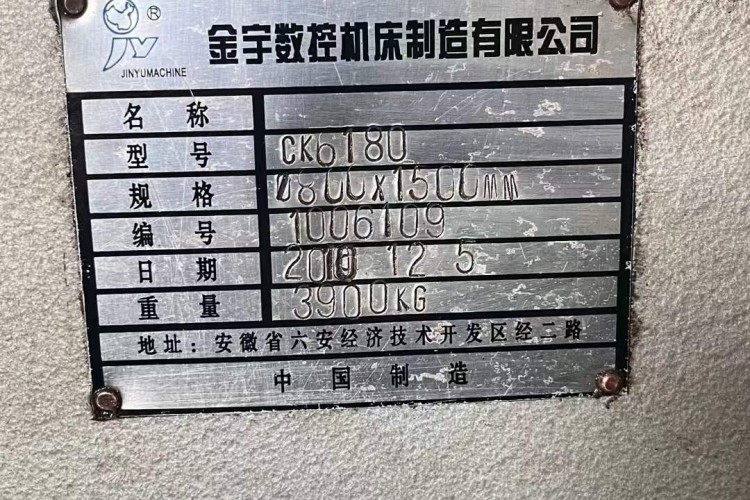 JY ®
JINYUMACHINE
金宇数控机床制造有限公司
名 称
型 号 CK6180
规 格 Ø800x1500MM
编 号 1006109
日 期 2010 12 5
重 量 3900KG
地址：安徽省六安经济技术开发区经二路
中 国 制 造